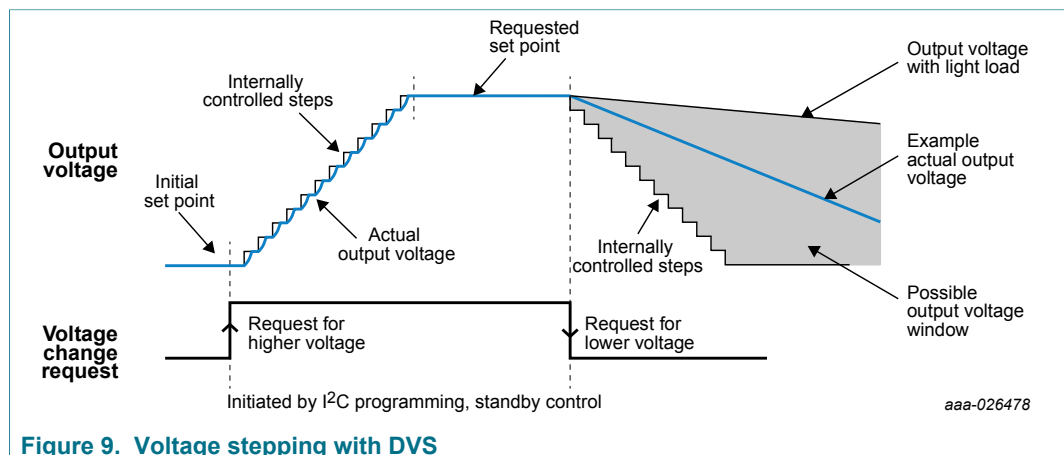 Requested
set point
Output voltage
with light load
Internally
controlled steps
Output
voltage
Example
actual output
voltage
Initial
set point
Actual
output voltage
Internally
controlled steps
Possible
output voltage
window
Voltage
change
request
Request for
higher voltage
Request for
lower voltage
Initiated by I2C programming, standby control
aaa-026478
Figure 9. Voltage stepping with DVS